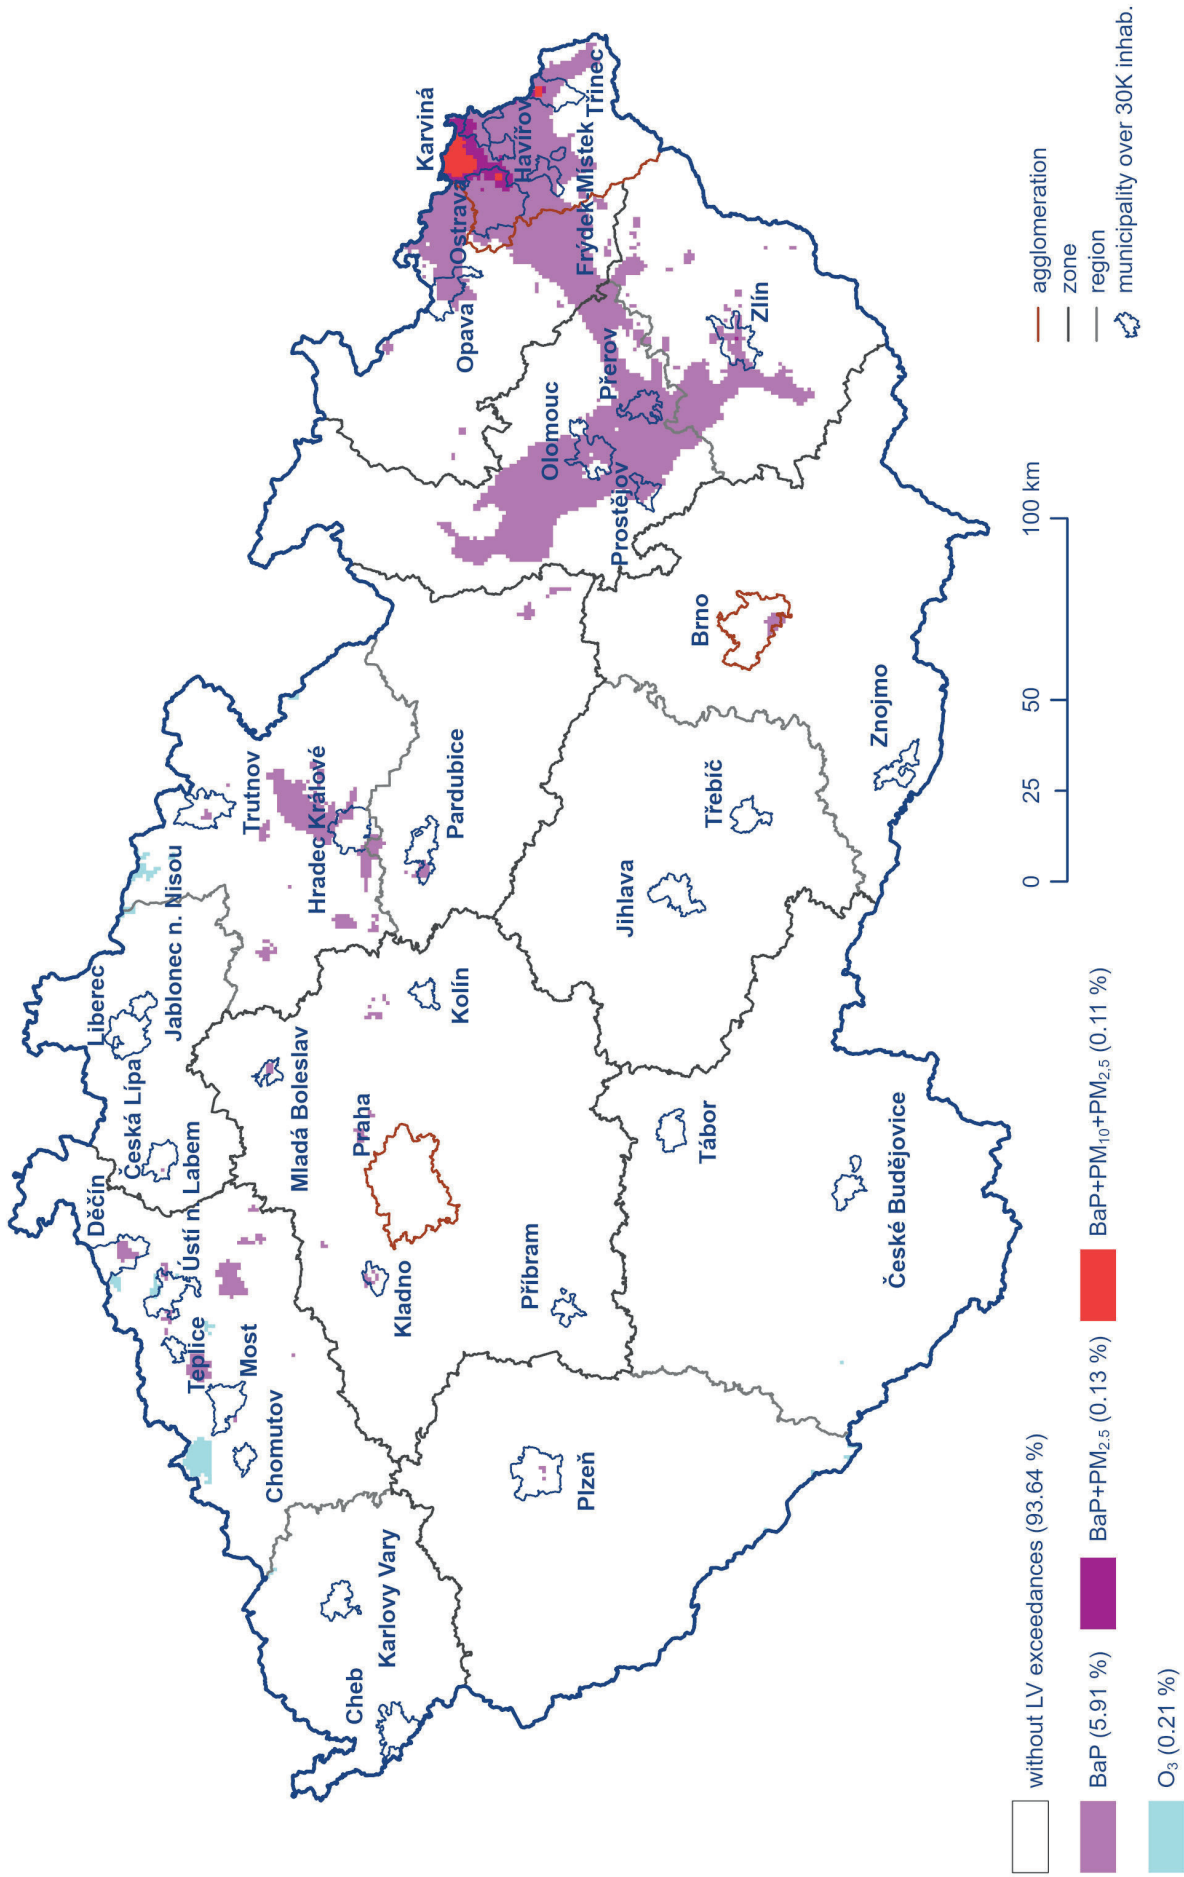 Děčín
Liberec
Česká Lípa
Jablonec n. Nisou
Ústí n. Labem
Teplice
Most
Chomutov
Trutnov
Mladá Boleslav
Hradec Králové
Cheb
Karlovy Vary
Kladno
Praha
Kolín
Pardubice
Opava
Ostrava
Karviná
Havířov
Olomouc
Přerov
Prostějov
Frýdek-Místek
Třinec
Plzeň
Příbram
Tábor
Jihlava
Třebíč
Brno
Zlín
České Budějovice
Znojmo
0
25
50
100 km
without LV exceedances (93.64 %)
BaP (5.91 %)
BaP+PM2.5 (0.13 %)
BaP+PM10+PM2.5 (0.11 %)
O3 (0.21 %)
agglomeration
zone
region
municipality over 30K inhab.